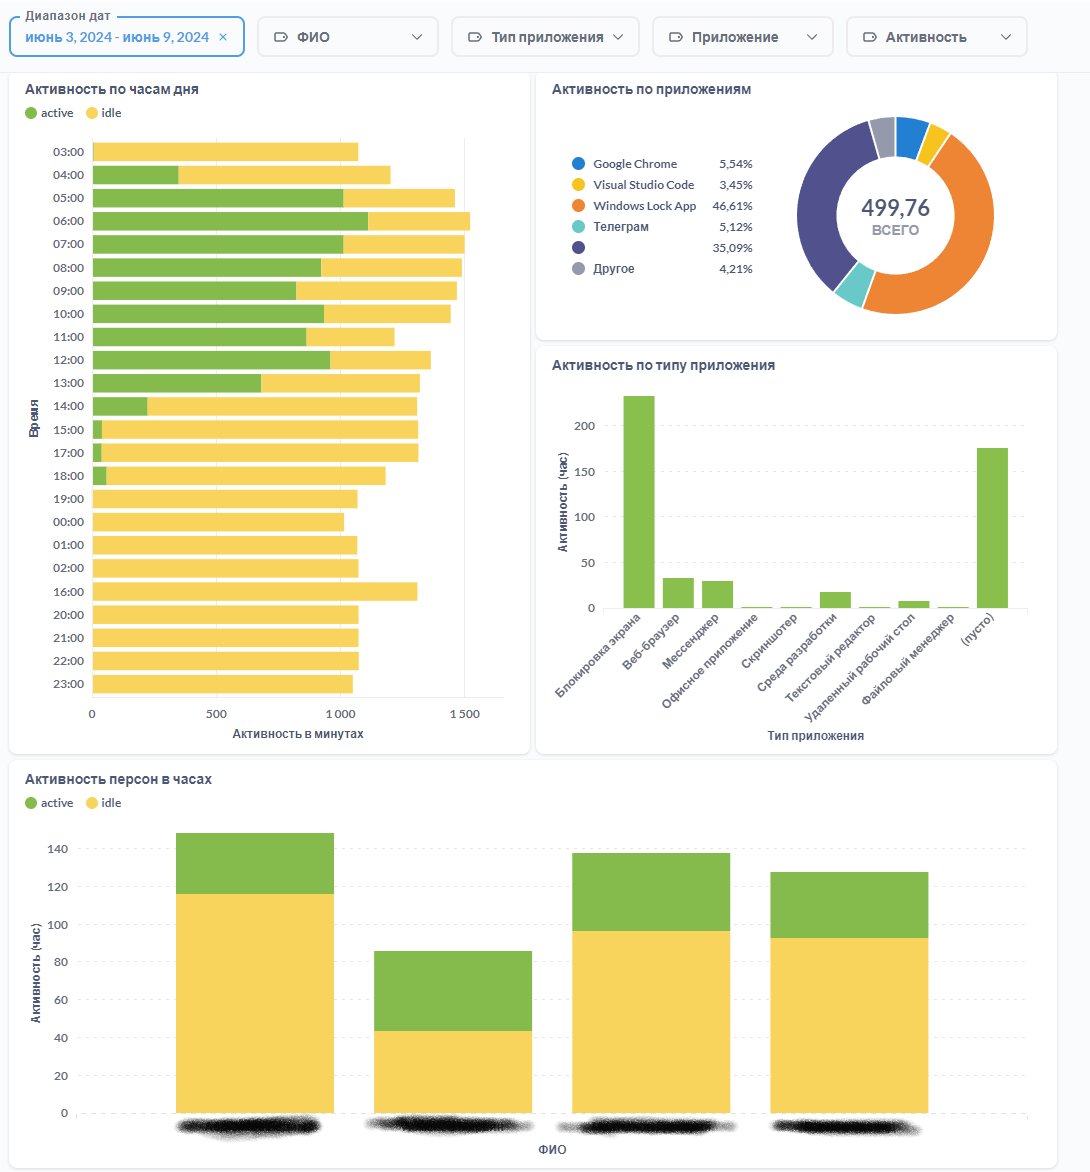 Диапазон дат
июнь 3, 2024 - июнь 9, 2024 ×
ФИО
Тип приложения
Приложение
Активность
Активность по часам дня
active idle
03:00
04:00
05:00
06:00
07:00
08:00
09:00
10:00
11:00
12:00
13:00
14:00
15:00
17:00
18:00
19:00
00:00
01:00
02:00
16:00
20:00
21:00
22:00
23:00
Время
0 500 1 000 1 500
Активность в минутах
Активность по приложениям
Google Chrome 5,54%
Visual Studio Code 3,45%
Windows Lock App 46,61%
Телеграм 5,12%
35,09%
Другое 4,21%
499,76
ВСЕГО
Активность по типу приложения
Активность (час)
200
150
100
50
0
Блокировка экрана
Веб-браузер
Мессенджер
Офисное приложение
Скриншотер
Среда разработки
Текстовый редактор
Удаленный рабочий стол
Файловый менеджер
(пусто)
Тип приложения
Активность персон в часах
active idle
Активность (час)
140
120
100
80
60
40
20
0
ФИО